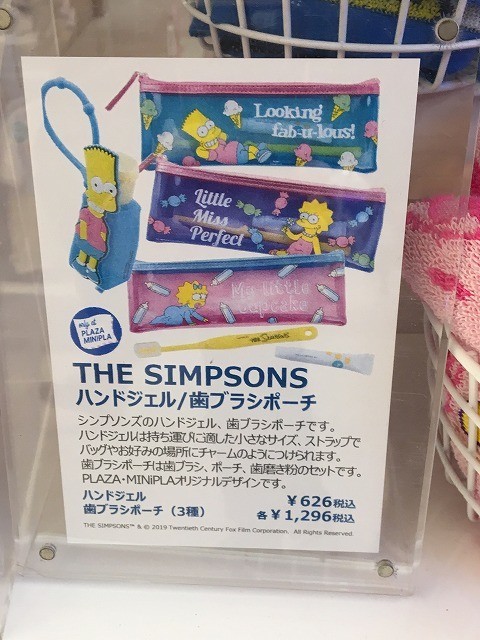 Looking
fab-u-lous!
Little
Miss
Perfect
My Little
Cupcake
only at
PLAZA
MINiPLA
The Simpsons
THE SIMPSONS
ハンドジェル/歯ブラシポーチ
シンプソンズのハンドジェル、歯ブラシポーチです。
ハンドジェルは持ち運びに適した小さなサイズ、ストラップで
バッグやお好みの場所にチャームのようにつけられます。
歯ブラシポーチは歯ブラシ、ポーチ、歯磨き粉のセットです。
PLAZA・MINiPLAオリジナルデザインです。
ハンドジェル ￥626税込
歯ブラシポーチ（3種） 各￥1,296税込
THE SIMPSONS™ & © 2019 Twentieth Century Fox Film Corporation. All Rights Reserved.